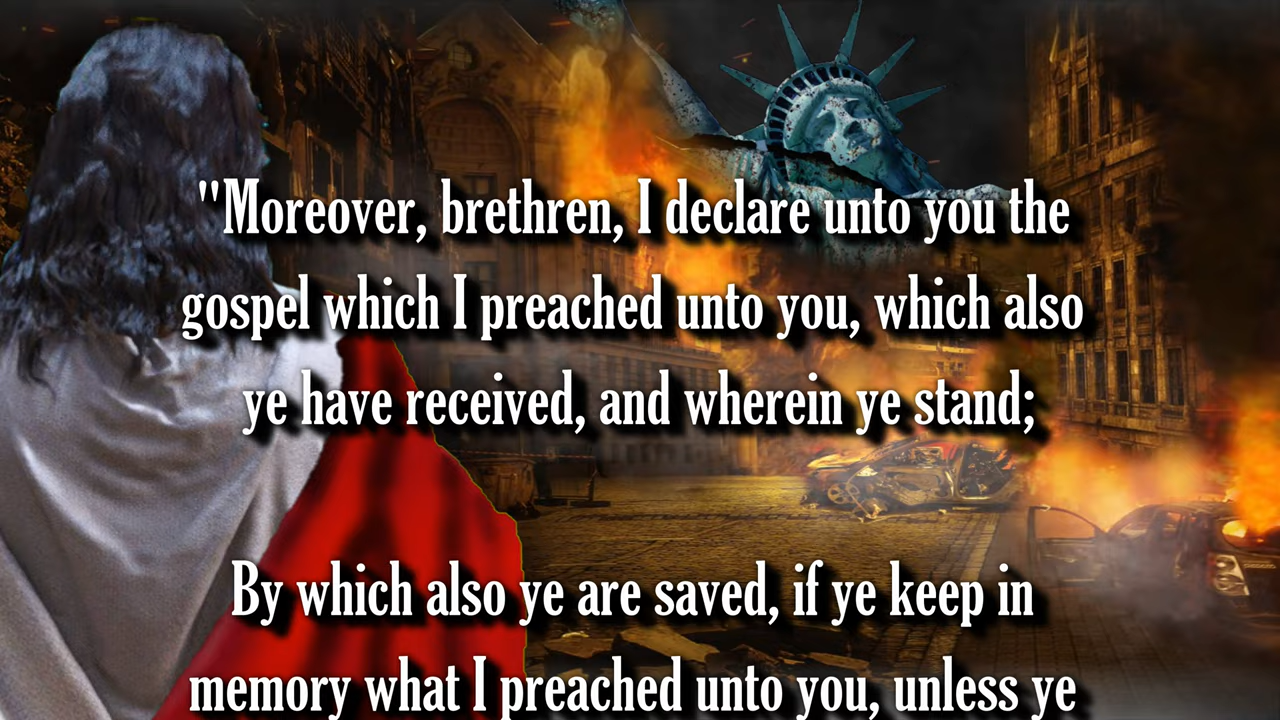 "Moreover, brethren, I declare unto you the
gospel which I preached unto you, which also
ye have received, and wherein ye stand;
By which also ye are saved, if ye keep in
memory what I preached unto you, unless ye